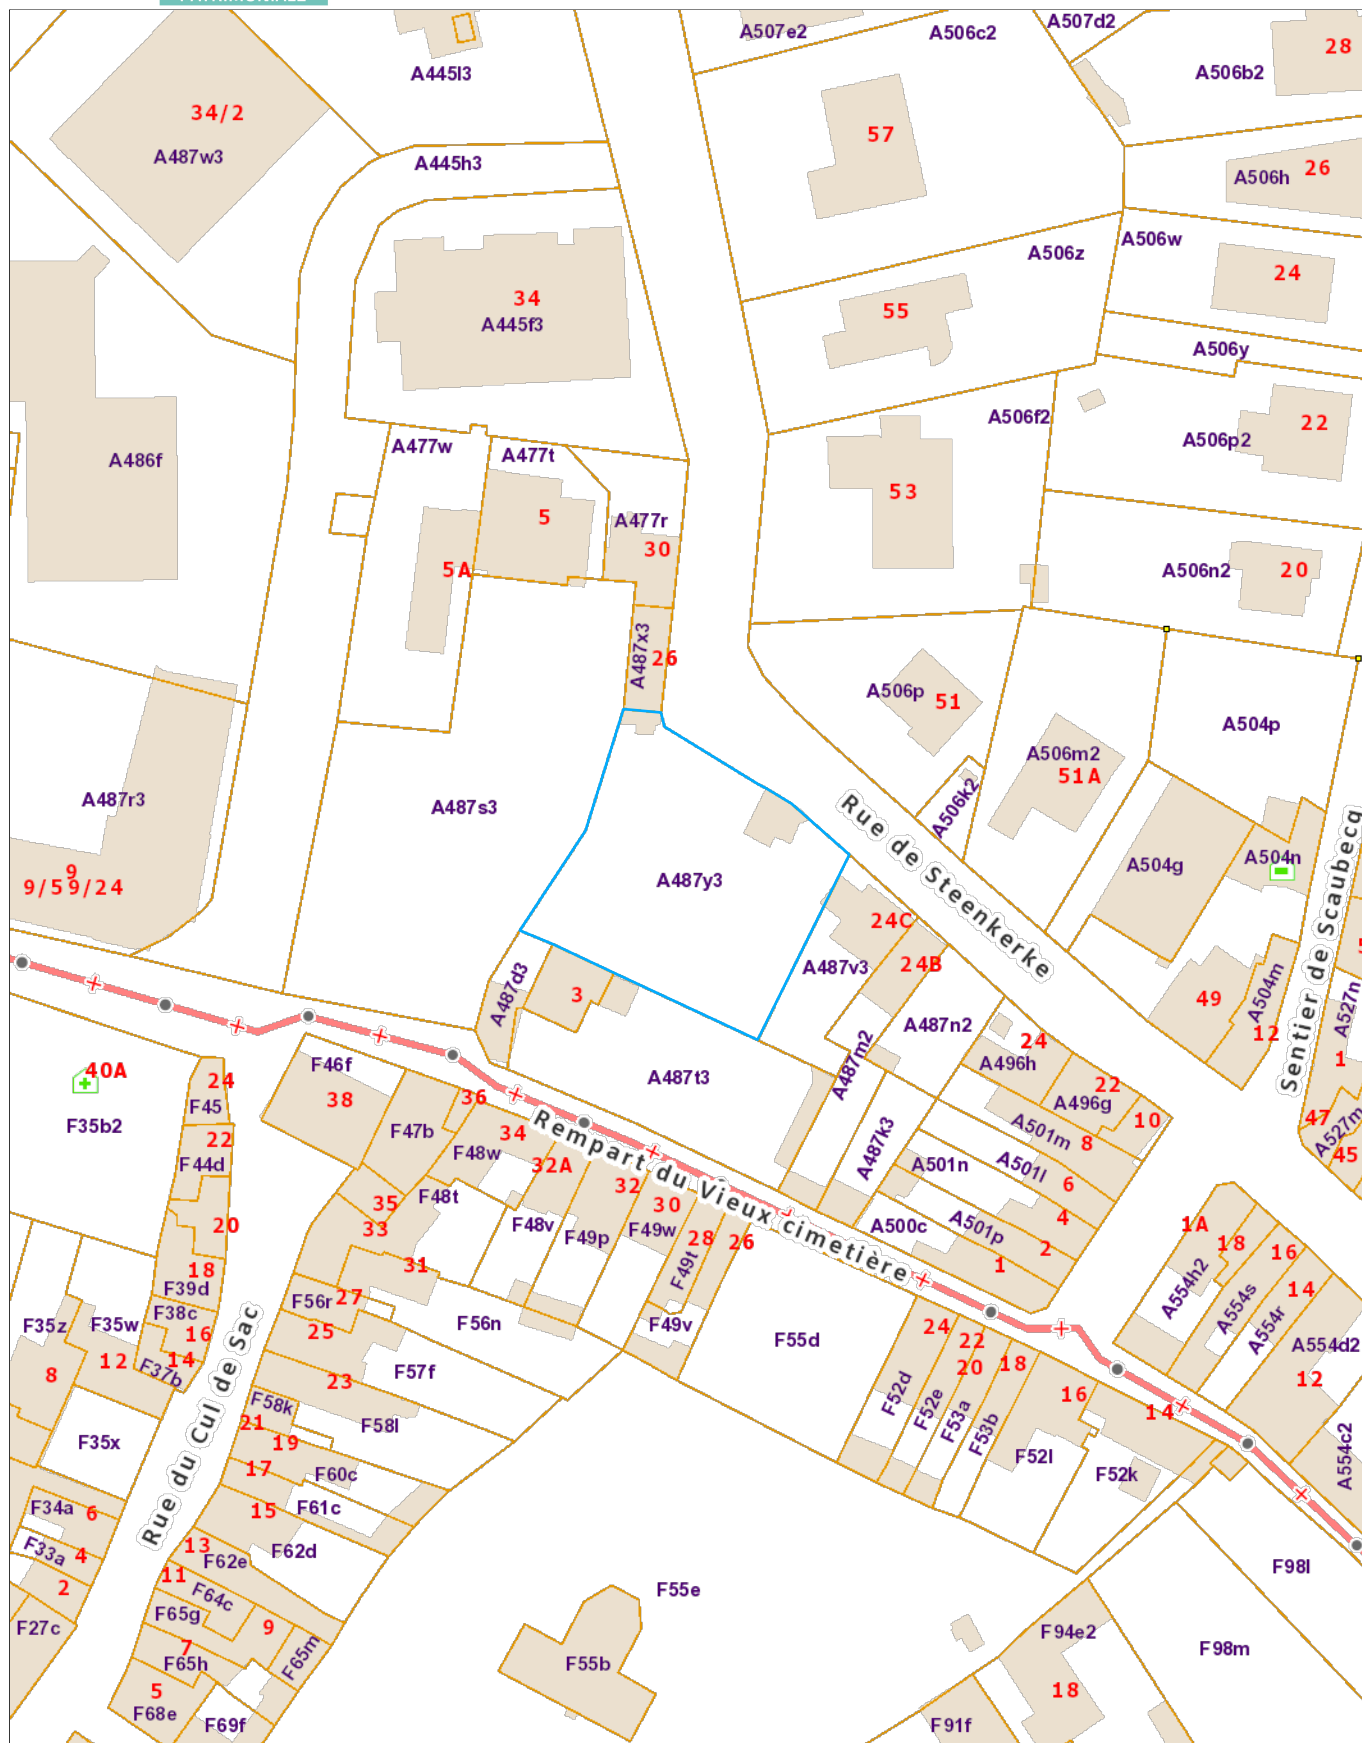 A507d2
A507e2
A506c2
28
A445l3
A506b2
34/2
57
A487w3
A445h3
26
A506h
A506w
A506z
24
34
55
A445f3
A506y
A506f2
22
A477w
A506p2
A477t
A486f
53
5
A477r
30
5A
A506n2
20
A487x3
26
A506p
51
A504p
A506m2
51A
A487r3
A487s3
A506k2
Rue de Steenkerke
A504g
A504n
9
9/5 9/24
A487y3
24C
Sentier de Scaubecq
24B
A487v3
A487d3
3
A504m
49
A527n
A487n2
12
24
1
F46f
A496h
40A
24
A487m2
A487t3
22
38
36
A496g
F45
10
47
F35b2
F47b
34
A501m
8
A527m
22
F48w
45
A487k3
F44d
32A
A501n
A501l
32
6
F48t
35
30
20
33
F48v
F49p
F49w
A500c
A501p
4
1A
Rempart du Vieux cimetière
28
26
2
18
16
31
1
18
F49t
A554h2
F39d
27
F56r
14
A554s
F38c
F35z
F35w
F56n
F49v
A554r
16
25
F55d
24
22
A554d2
14
12
8
F37b
20
18
F57f
12
23
F52d
F52e
16
F58k
F53a
14
21
F58l
F53b
F35x
19
F52l
A554c2
17
F60c
F52k
Rue du Cul de Sac
F34a
6
15
F61c
13
F62d
F33a
4
F62e
F98l
11
2
F64c
F55e
F65g
F27c
9
F94e2
7
F65m
F98m
F65h
F55b
5
18
F68e
F69f
F91f